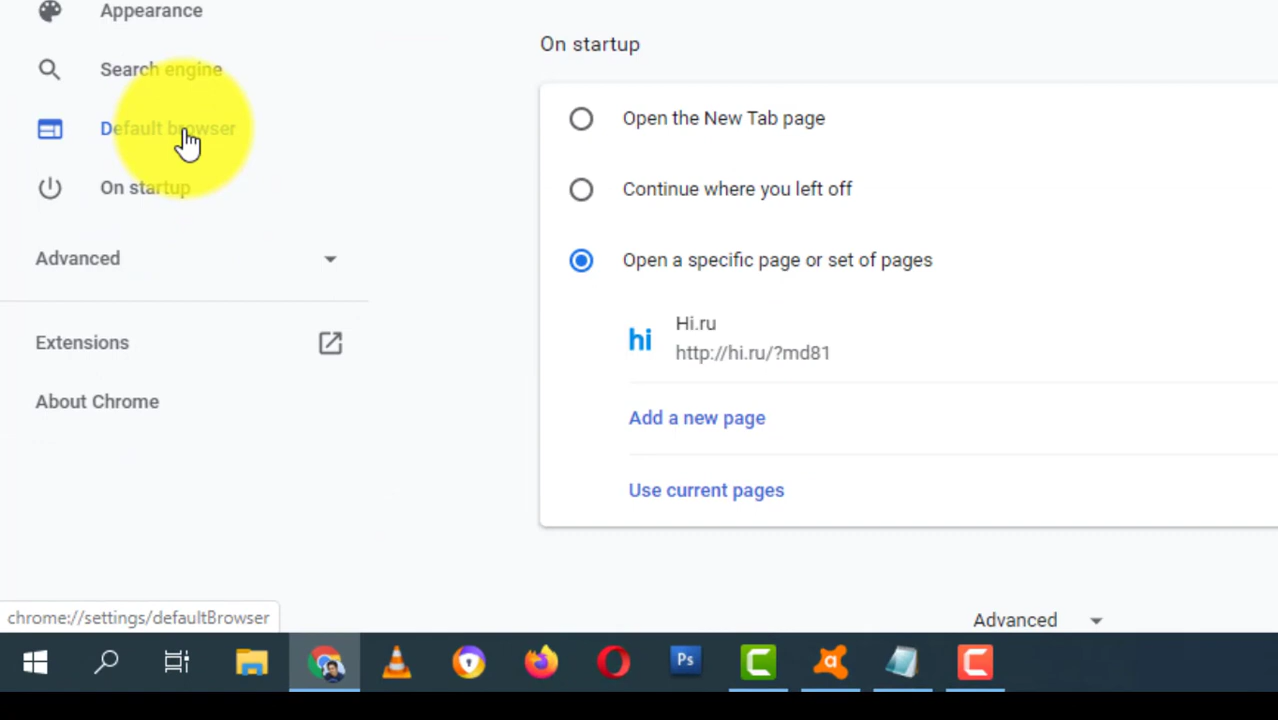 Appearance
Search engine
Default browser
On startup
Advanced
Extensions
About Chrome
On startup
Open the New Tab page
Continue where you left off
Open a specific page or set of pages
hi
Hi.ru
http://hi.ru/?md81
Add a new page
Use current pages
Advanced
chrome://settings/defaultBrowser
Ps